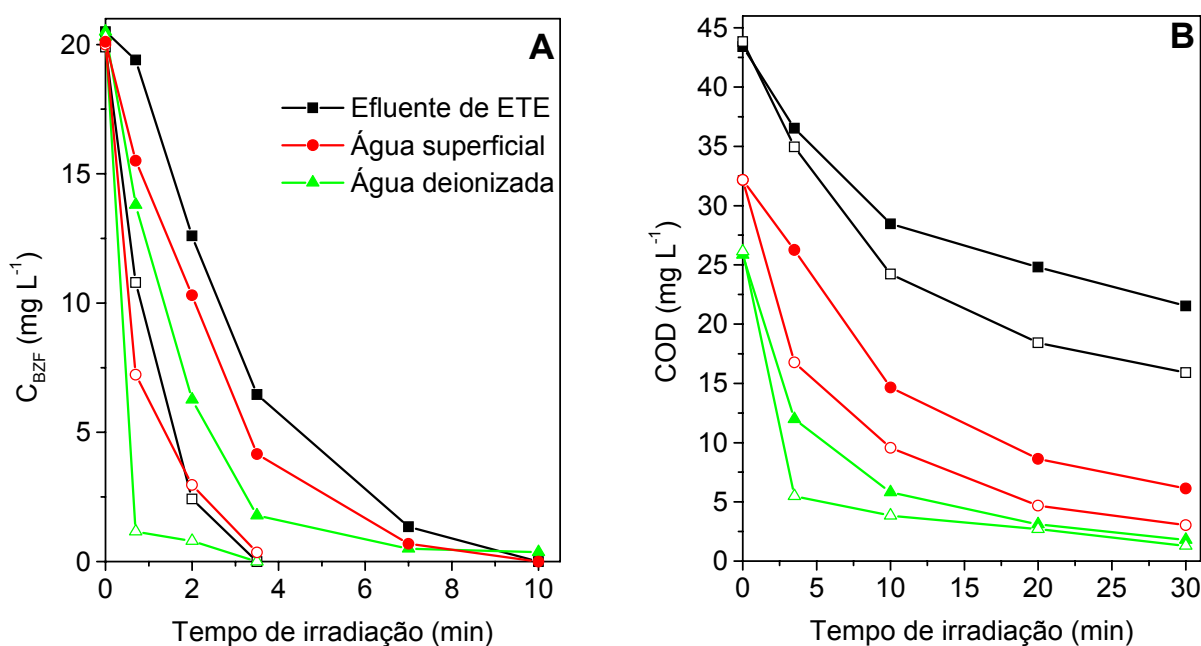 A
20
15
10
5
0
C_BZF (mg L⁻¹)
Efluente de ETE
Água superficial
Água deionizada
0 2 4 6 8 10
Tempo de irradiação (min)
B
45
40
35
30
25
20
15
10
5
0
COD (mg L⁻¹)
0 5 10 15 20 25 30
Tempo de irradiação (min)